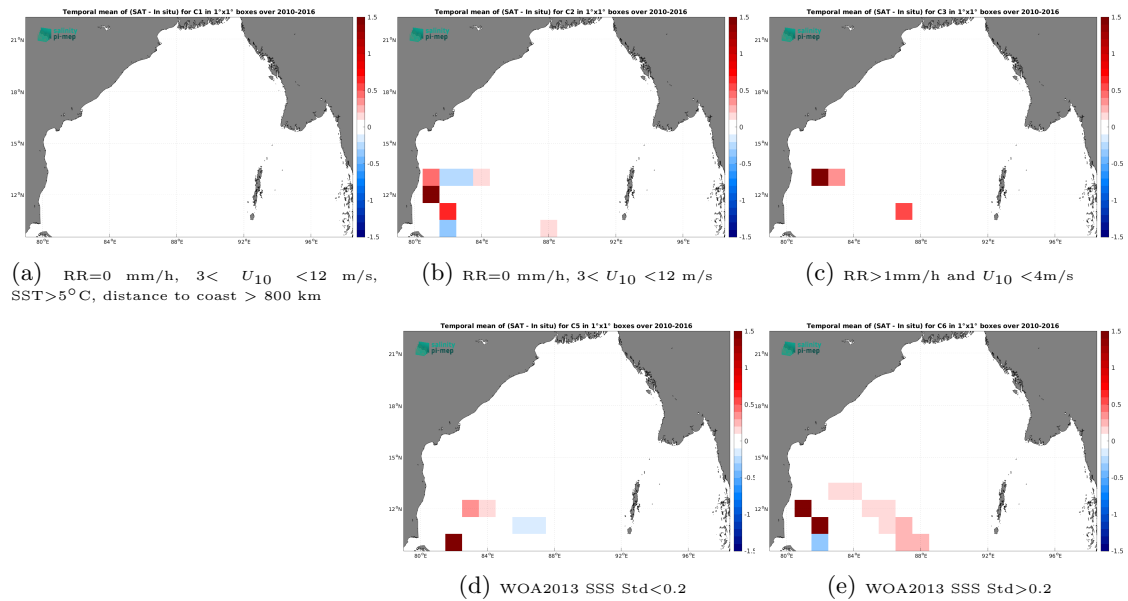 Temporal mean of (SAT - In situ) for C1 in 1°x1° boxes over 2010-2016
pi-mep
21°N
18°N
15°N
12°N
80°E 84°E 88°E 92°E 96°E
1.5
1
0.5
0
-0.5
-1
-1.5
(a) RR=0 mm/h, 3< U10 <12 m/s,
SST>5°C, distance to coast > 800 km
Temporal mean of (SAT - In situ) for C2 in 1°x1° boxes over 2010-2016
pi-mep
21°N
18°N
15°N
12°N
80°E 84°E 88°E 92°E 96°E
1.5
1
0.5
0
-0.5
-1
-1.5
(b) RR=0 mm/h, 3< U10 <12 m/s
Temporal mean of (SAT - In situ) for C3 in 1°x1° boxes over 2010-2016
pi-mep
21°N
18°N
15°N
12°N
80°E 84°E 88°E 92°E 96°E
1.5
1
0.5
0
-0.5
-1
-1.5
(c) RR>1mm/h and U10 <4m/s
Temporal mean of (SAT - In situ) for C5 in 1°x1° boxes over 2010-2016
pi-mep
21°N
18°N
15°N
12°N
80°E 84°E 88°E 92°E 96°E
1.5
1
0.5
0
-0.5
-1
-1.5
(d) WOA2013 SSS Std<0.2
Temporal mean of (SAT - In situ) for C6 in 1°x1° boxes over 2010-2016
pi-mep
21°N
18°N
15°N
12°N
80°E 84°E 88°E 92°E 96°E
1.5
1
0.5
0
-0.5
-1
-1.5
(e) WOA2013 SSS Std>0.2